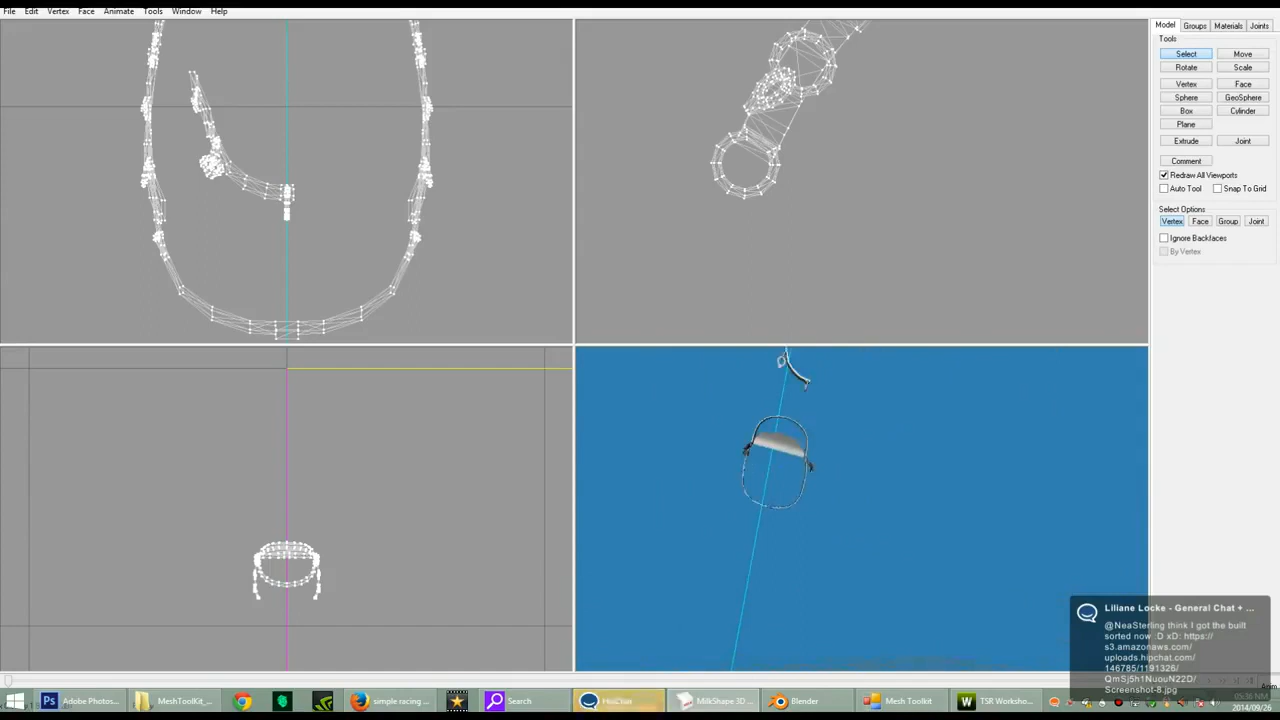 File Edit Vertex Face Animate Tools Window Help
Model Groups Materials Joints
Tools
Select Move
Rotate Scale
Vertex Face
Sphere GeoSphere
Box Cylinder
Plane
Extrude Joint
Comment
Redraw All Viewports
Auto Tool Snap To Grid
Select Options
Vertex Face Group Joint
Ignore Backfaces
By Vertex
Liliane Locke - General Chat + ...
@NeaSterling think I got the built
sorted now :D xD: https://
s3.amazonaws.com/
uploads.hipchat.com/
146785/1191326/
QmSj5h1NuouTW2D/
Screenshot-8.jpg
Adobe Photos... MeshToolKit_... simple racing ... Search HipChat MilkShape 3D ... Blender Mesh Toolkit TSR Worksho...
05:36 NM
2014/09/26